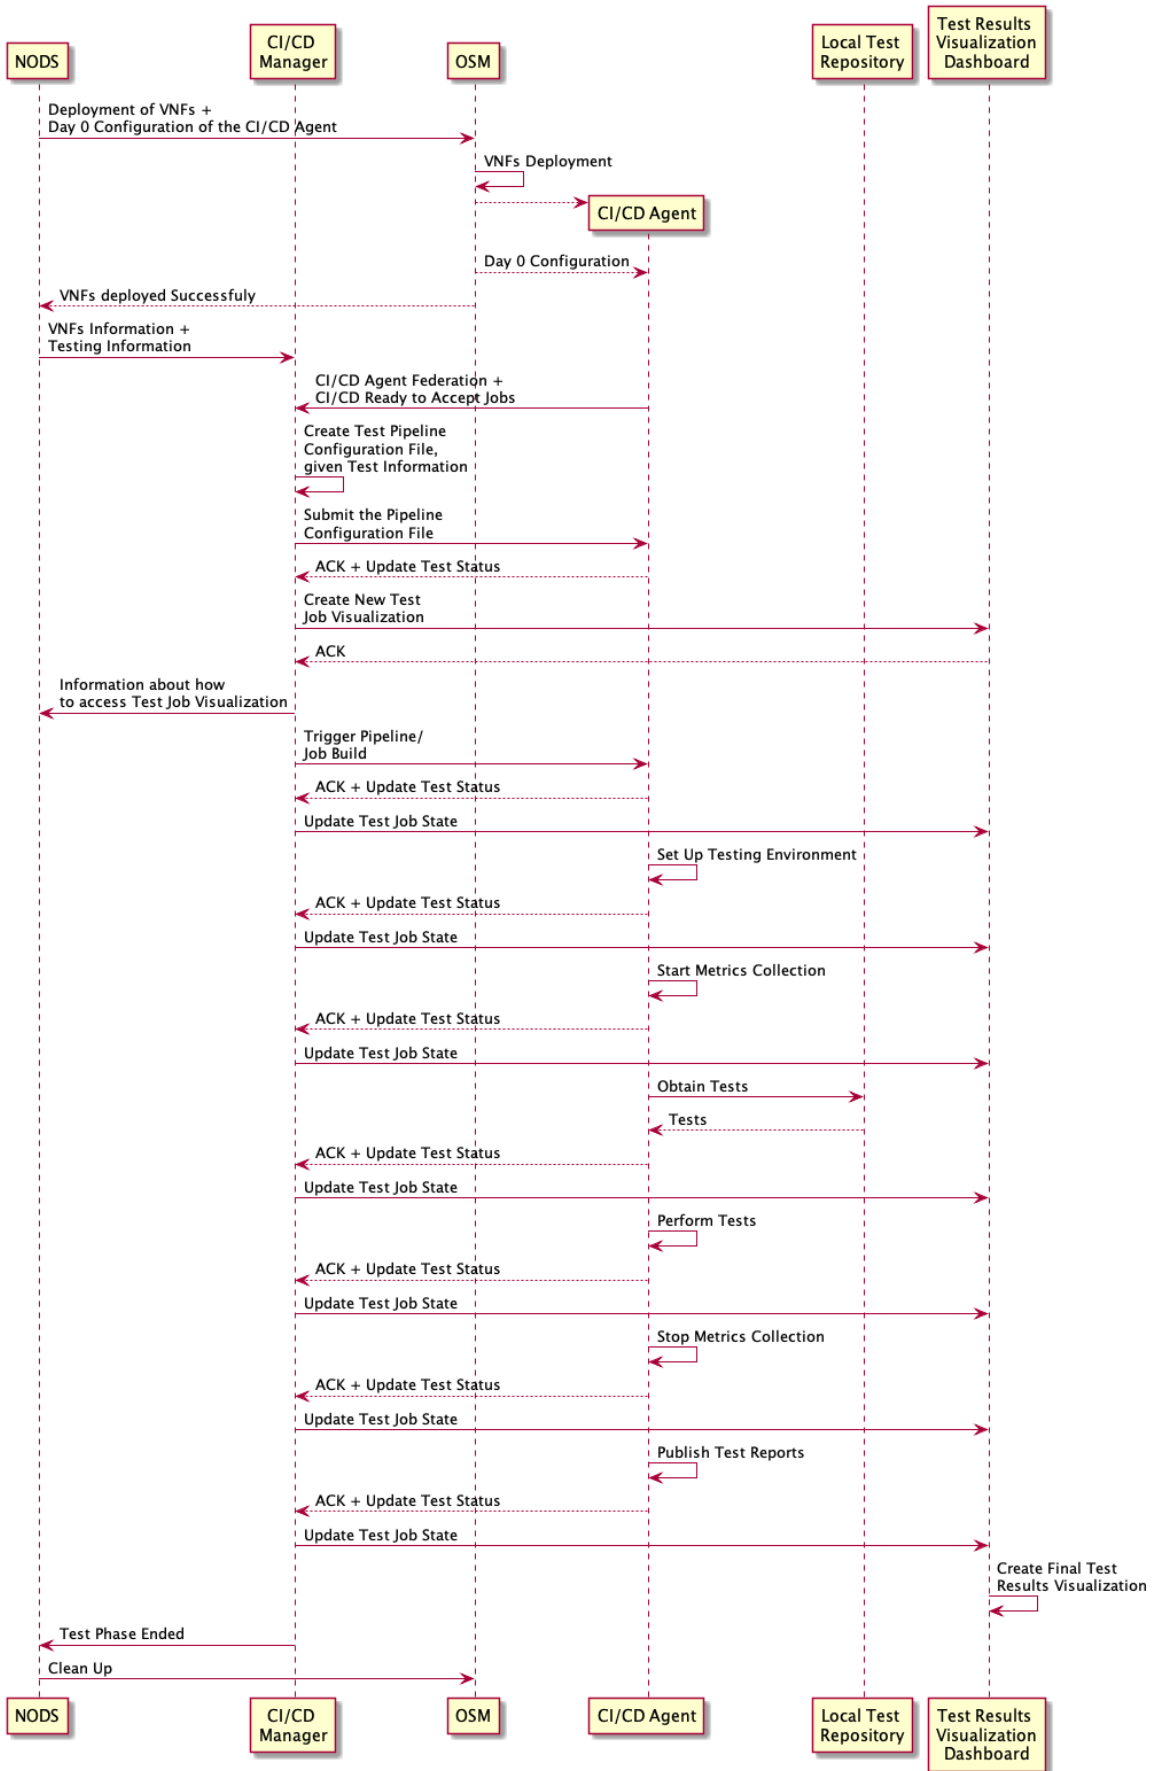 NODS
CI/CD
Manager
OSM
Local Test
Repository
Test Results
Visualization
Dashboard
Deployment of VNFs +
Day 0 Configuration of the CI/CD Agent
VNFs Deployment
CI/CD Agent
Day 0 Configuration
VNFs deployed Successfuly
VNFs Information +
Testing Information
CI/CD Agent Federation +
CI/CD Ready to Accept Jobs
Create Test Pipeline
Configuration File,
given Test Information
Submit the Pipeline
Configuration File
ACK + Update Test Status
Create New Test
Job Visualization
ACK
Information about how
to access Test Job Visualization
Trigger Pipeline/
Job Build
ACK + Update Test Status
Update Test Job State
Set Up Testing Environment
ACK + Update Test Status
Update Test Job State
Start Metrics Collection
ACK + Update Test Status
Update Test Job State
Obtain Tests
Tests
ACK + Update Test Status
Update Test Job State
Perform Tests
ACK + Update Test Status
Update Test Job State
Stop Metrics Collection
ACK + Update Test Status
Update Test Job State
Publish Test Reports
ACK + Update Test Status
Update Test Job State
Create Final Test
Results Visualization
Test Phase Ended
Clean Up
NODS
CI/CD
Manager
OSM
CI/CD Agent
Local Test
Repository
Test Results
Visualization
Dashboard